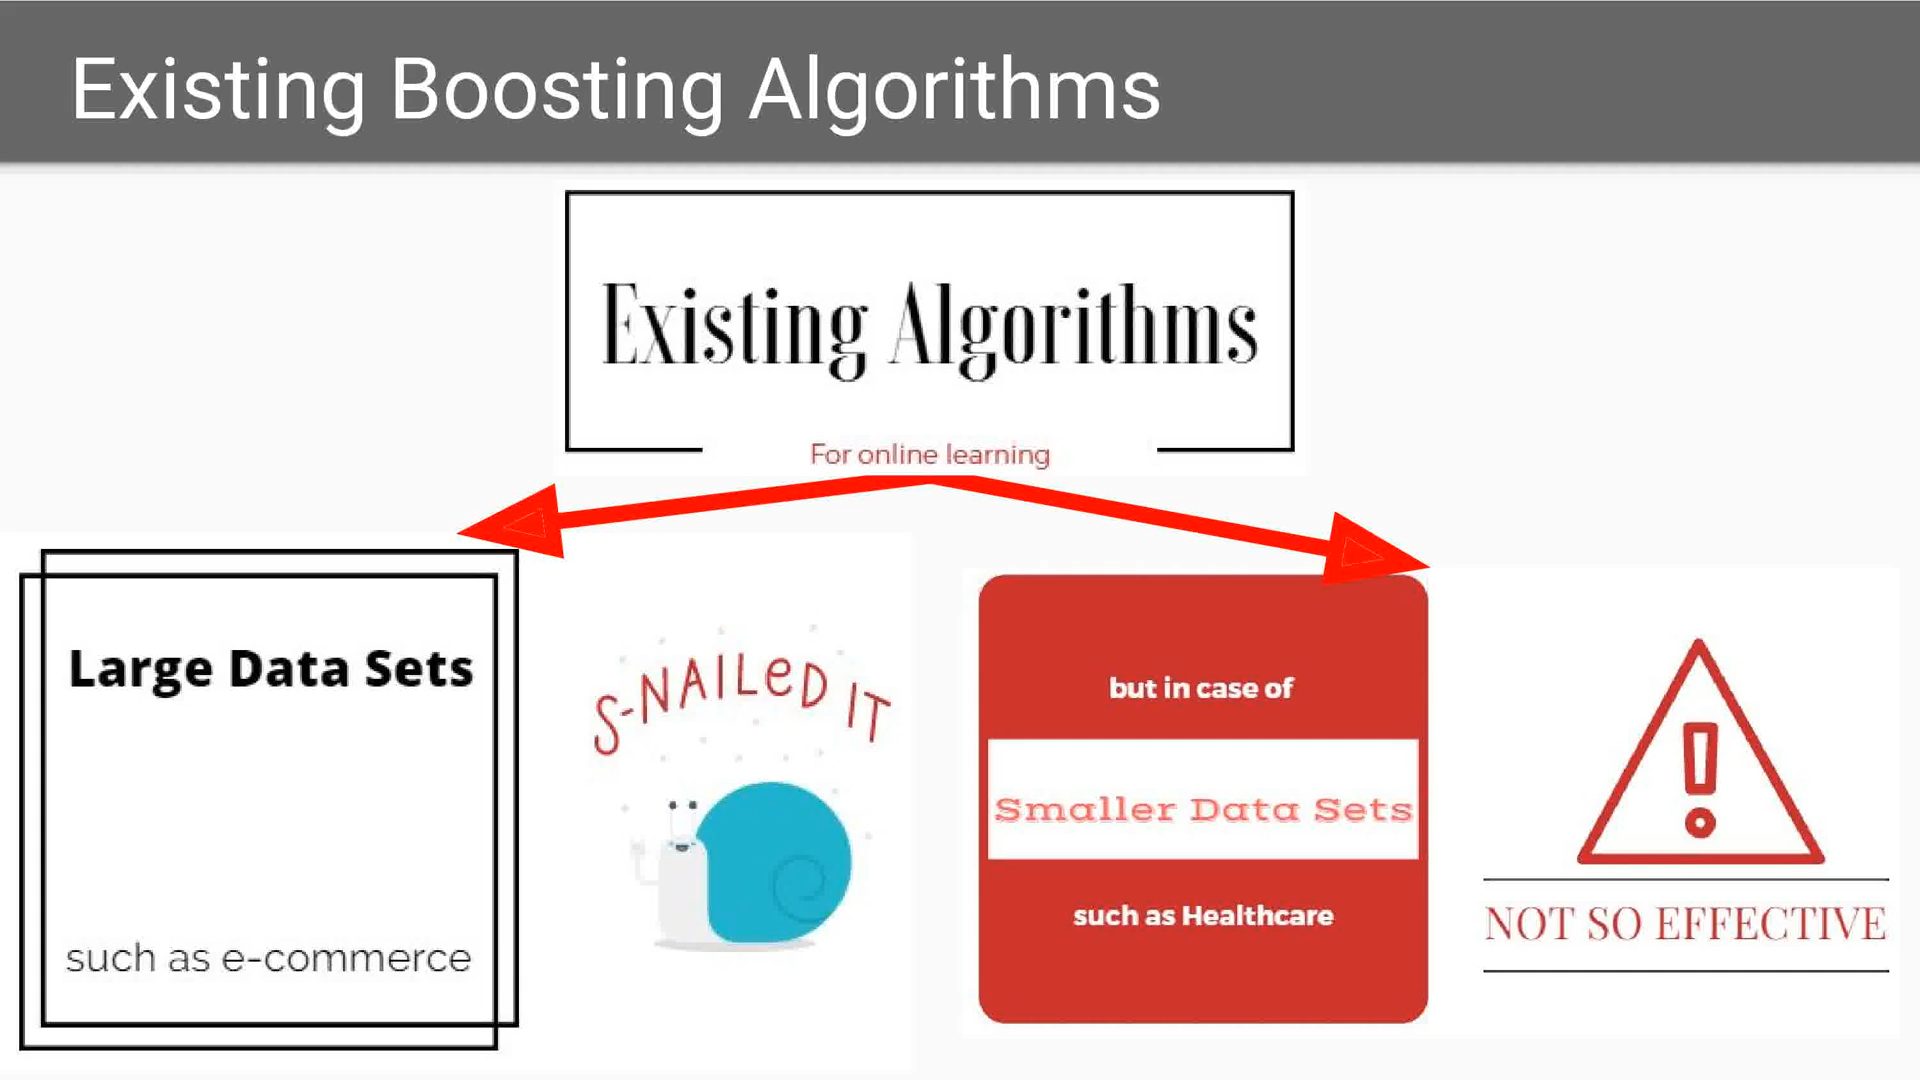 Existing Boosting Algorithms
Existing Algorithms
For online learning
Large Data Sets
such as e-commerce
S-NAILeD IT
but in case of
Smaller Data Sets
such as Healthcare
NOT SO EFFECTIVE